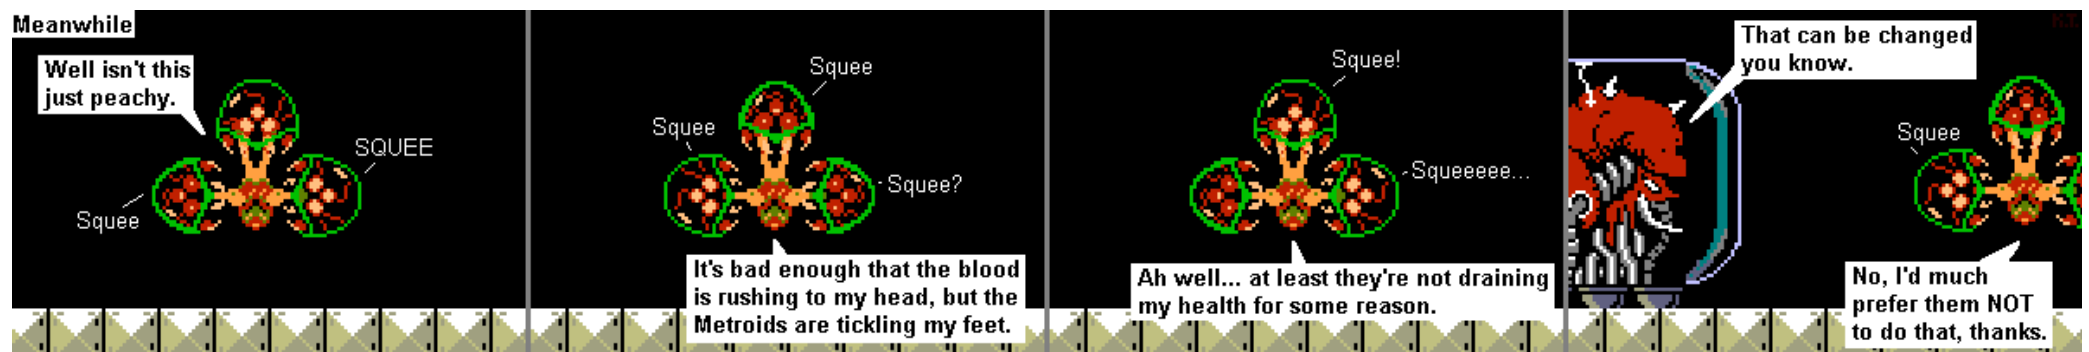 Meanwhile
Well isn't this
just peachy.
SQUEE
Squee
Squee
Squee
Squee?
It's bad enough that the blood
is rushing to my head, but the
Metroids are tickling my feet.
Squee!
Squeeeee...
Ah well... at least they're not draining
my health for some reason.
That can be changed
you know.
Squee
No, I'd much
prefer them NOT
to do that, thanks.